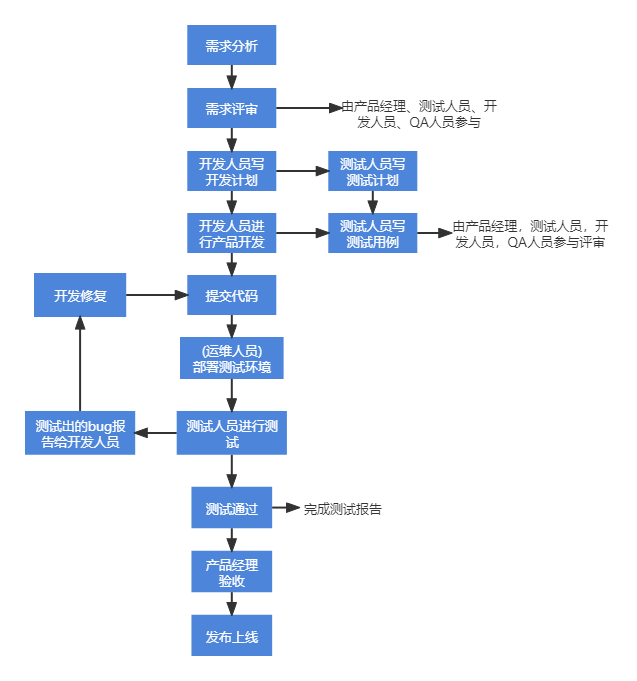 需求分析
需求评审
由产品经理、测试人员、开
发人员、QA人员参与
开发人员写
开发计划
测试人员写
测试计划
开发人员进
行产品开发
测试人员写
测试用例
由产品经理，测试人员，开
发人员，QA人员参与评审
开发修复
提交代码
(运维人员)
部署测试环境
测试出的bug报
告给开发人员
测试人员进行测
试
测试通过
完成测试报告
产品经理
验收
发布上线